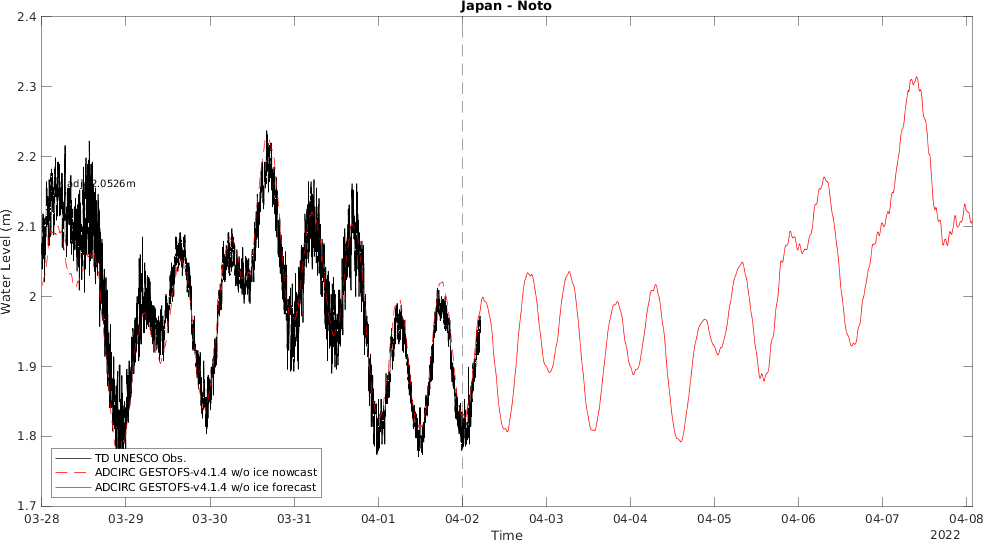 Japan - Noto
2.4
2.3
2.2
2.1
2
1.9
1.8
1.7
Water Level (m)
2.0526m
TD UNESCO Obs.
ADCIRC GESTOFS-v4.1.4 w/o ice nowcast
ADCIRC GESTOFS-v4.1.4 w/o ice forecast
03-28 03-29 03-30 03-31 04-01 04-02 04-03 04-04 04-05 04-06 04-07 04-08
Time
2022